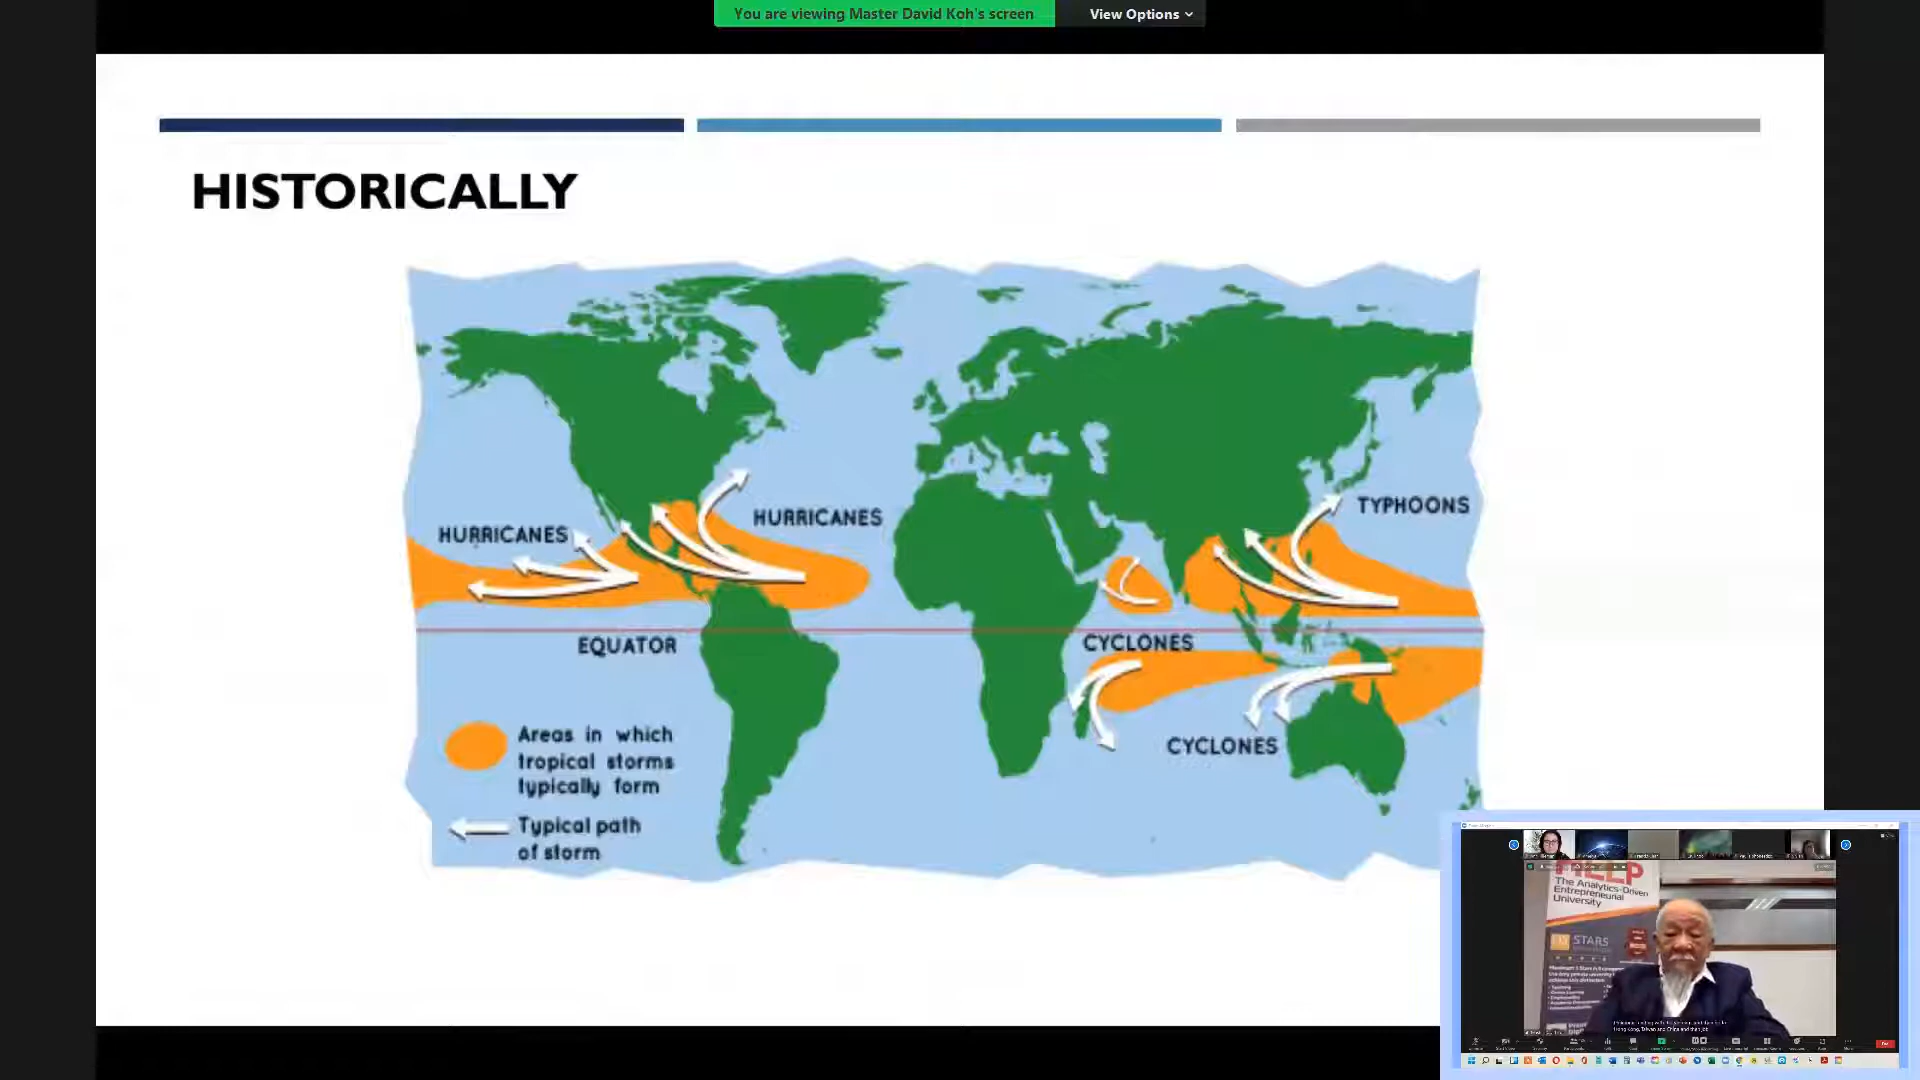 You are viewing Master David Koh's screen
View Options
HISTORICALLY
HURRICANES
HURRICANES
TYPHOONS
EQUATOR
CYCLONES
CYCLONES
Areas in which
tropical storms
typically form
Typical path
of storm
HELP
The Analytics-Driven
Entrepreneurial
University
STARS